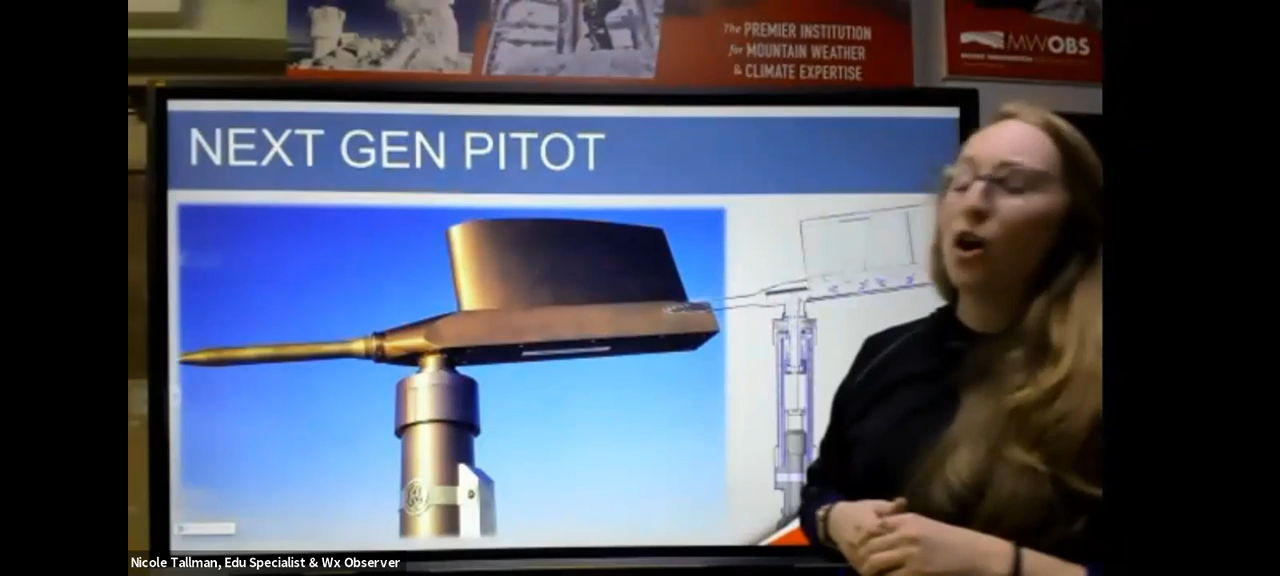 The PREMIER INSTITUTION
for MOUNTAIN WEATHER
& CLIMATE EXPERTISE
MWOBS
NEXT GEN PITOT
Nicole Tallman, Edu Specialist & Wx Observer